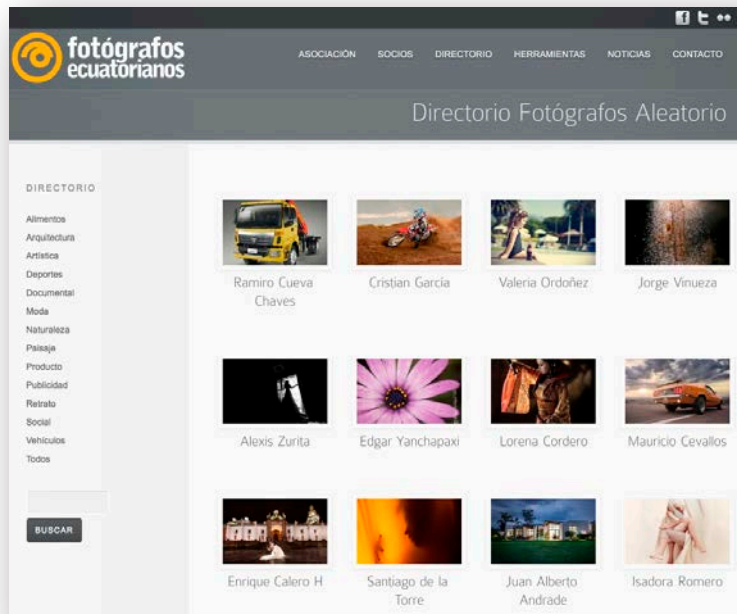 fotógrafos
ecuatorianos
ASOCIACIÓN SOCIOS DIRECTORIO HERRAMIENTAS NOTICIAS CONTACTO
Directorio Fotógrafos Aleatorio
DIRECTORIO
Alimentos
Arquitectura
Artística
Deportes
Documental
Moda
Naturaleza
Paisaje
Producto
Publicidad
Retrato
Social
Vehículos
Todos
BUSCAR
Ramiro Cueva
Chaves
Cristian García
Valeria Ordoñez
Jorge Vinueza
Alexis Zurita
Edgar Yanchapaxi
Lorena Cordero
Mauricio Cevallos
Enrique Calero H
Santiago de la
Torre
Juan Alberto
Andrade
Isadora Romero